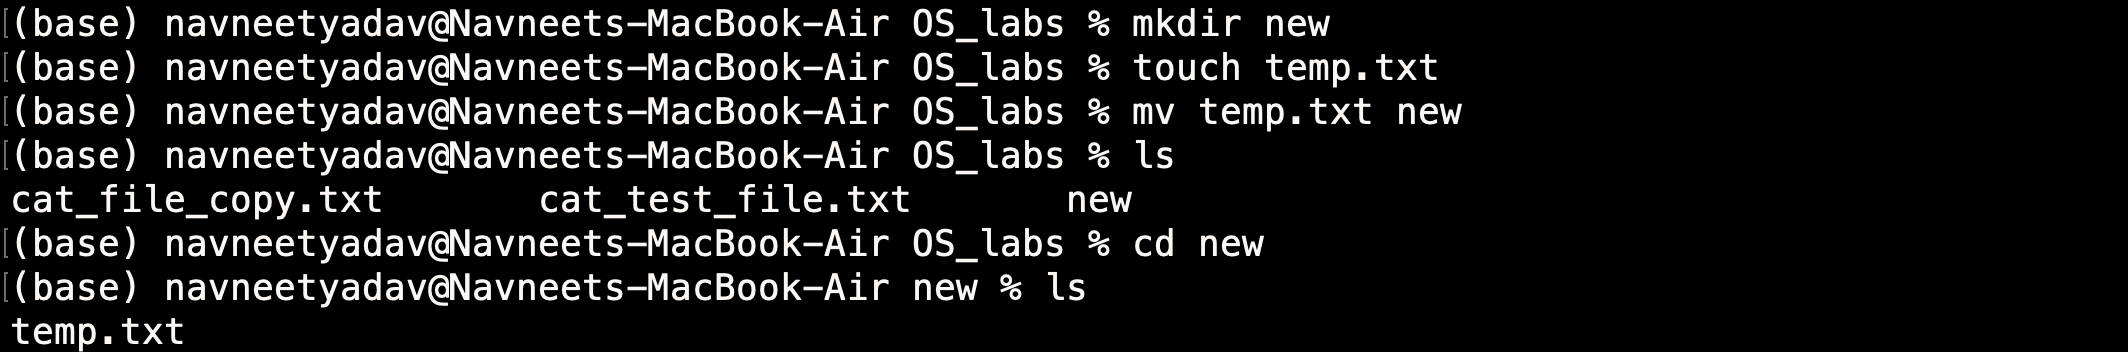 (base) navneetyadav@Navneets-MacBook-Air OS_labs % mkdir new
(base) navneetyadav@Navneets-MacBook-Air OS_labs % touch temp.txt
(base) navneetyadav@Navneets-MacBook-Air OS_labs % mv temp.txt new
(base) navneetyadav@Navneets-MacBook-Air OS_labs % ls
cat_file_copy.txt       cat_test_file.txt       new
(base) navneetyadav@Navneets-MacBook-Air OS_labs % cd new
(base) navneetyadav@Navneets-MacBook-Air new % ls
temp.txt